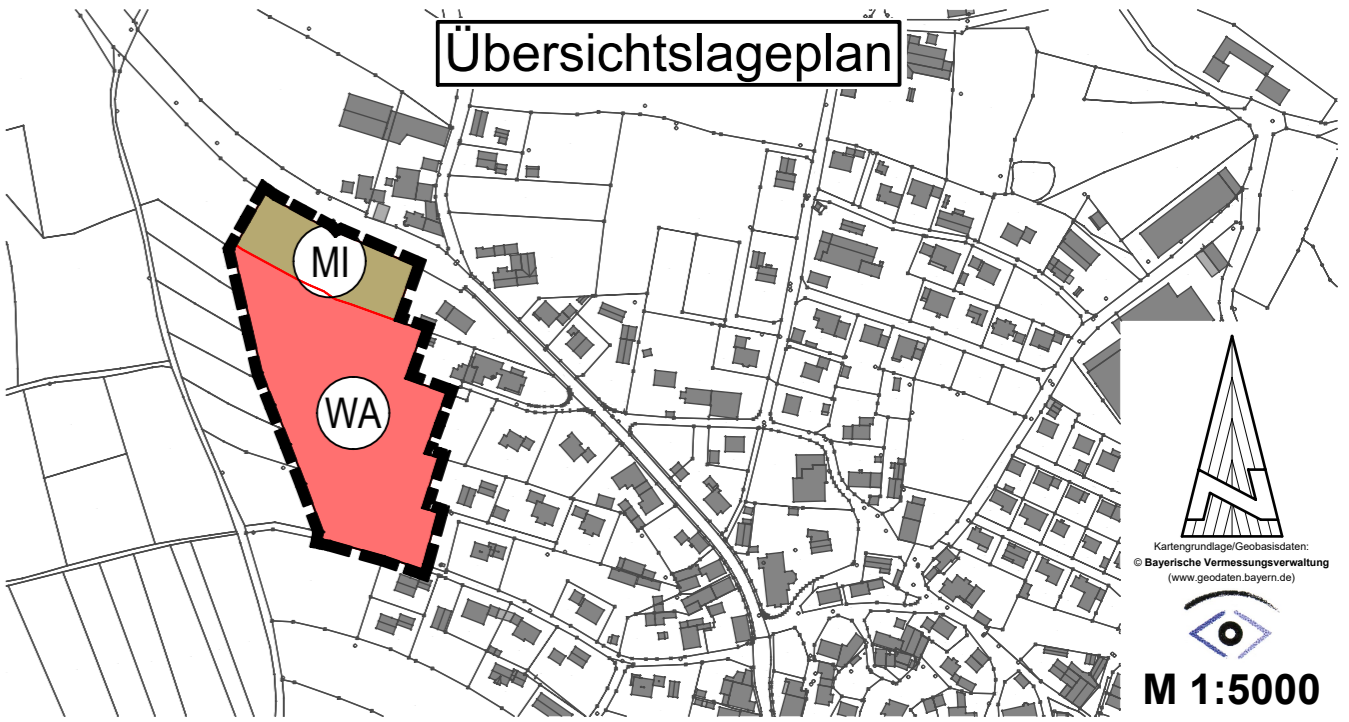 Übersichtslageplan
MI
WA
N
Kartengrundlage/Geobasisdaten:
© Bayerische Vermessungsverwaltung
(www.geodaten.bayern.de)
M 1:5000